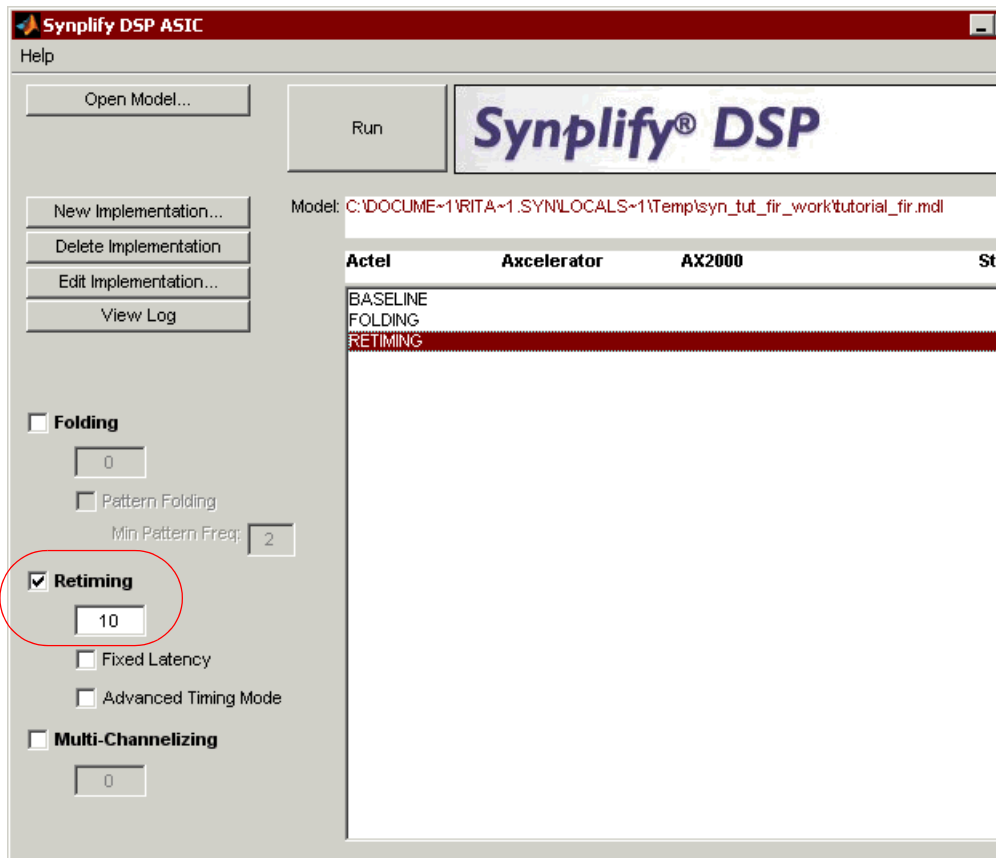 Synplify DSP ASIC
Help
Open Model...
Run
Synplify® DSP
New Implementation...
Delete Implementation
Edit Implementation...
View Log
Model: C:\DOCUME~1\RITA~1.SYN\LOCALS~1\Temp\syn_tut_fir_work\tutorial_fir.mdl
Actel Axcelerator AX2000 St
BASELINE
FOLDING
RETIMING
Folding
0
Pattern Folding
Min Pattern Freq: 2
Retiming
10
Fixed Latency
Advanced Timing Mode
Multi-Channelizing
0